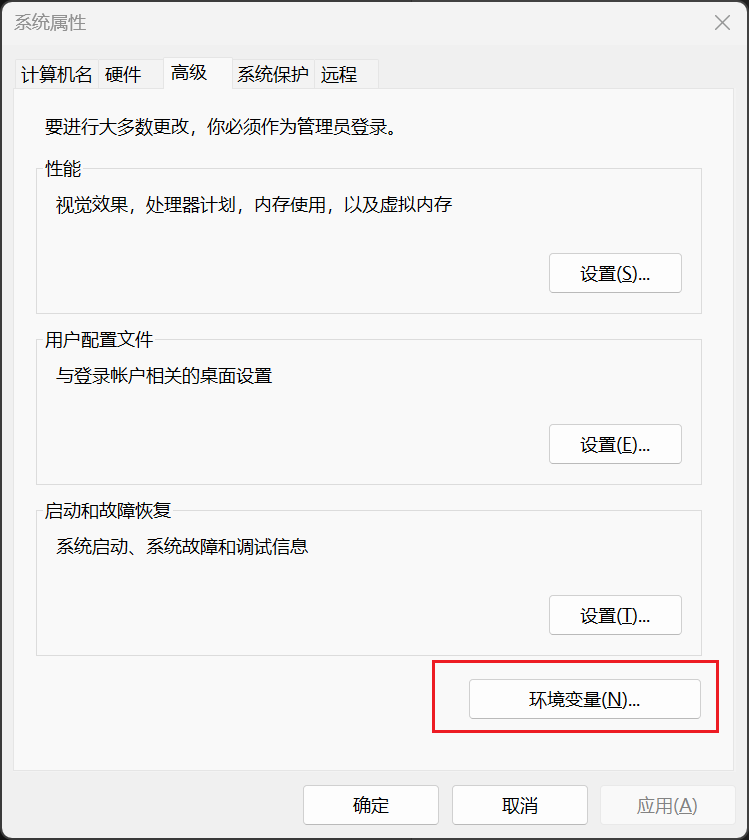 系统属性
计算机名 硬件 高级 系统保护 远程
要进行大多数更改，你必须作为管理员登录。
性能
视觉效果，处理器计划，内存使用，以及虚拟内存
设置(S)...
用户配置文件
与登录帐户相关的桌面设置
设置(E)...
启动和故障恢复
系统启动、系统故障和调试信息
设置(T)...
环境变量(N)...
确定 取消 应用(A)